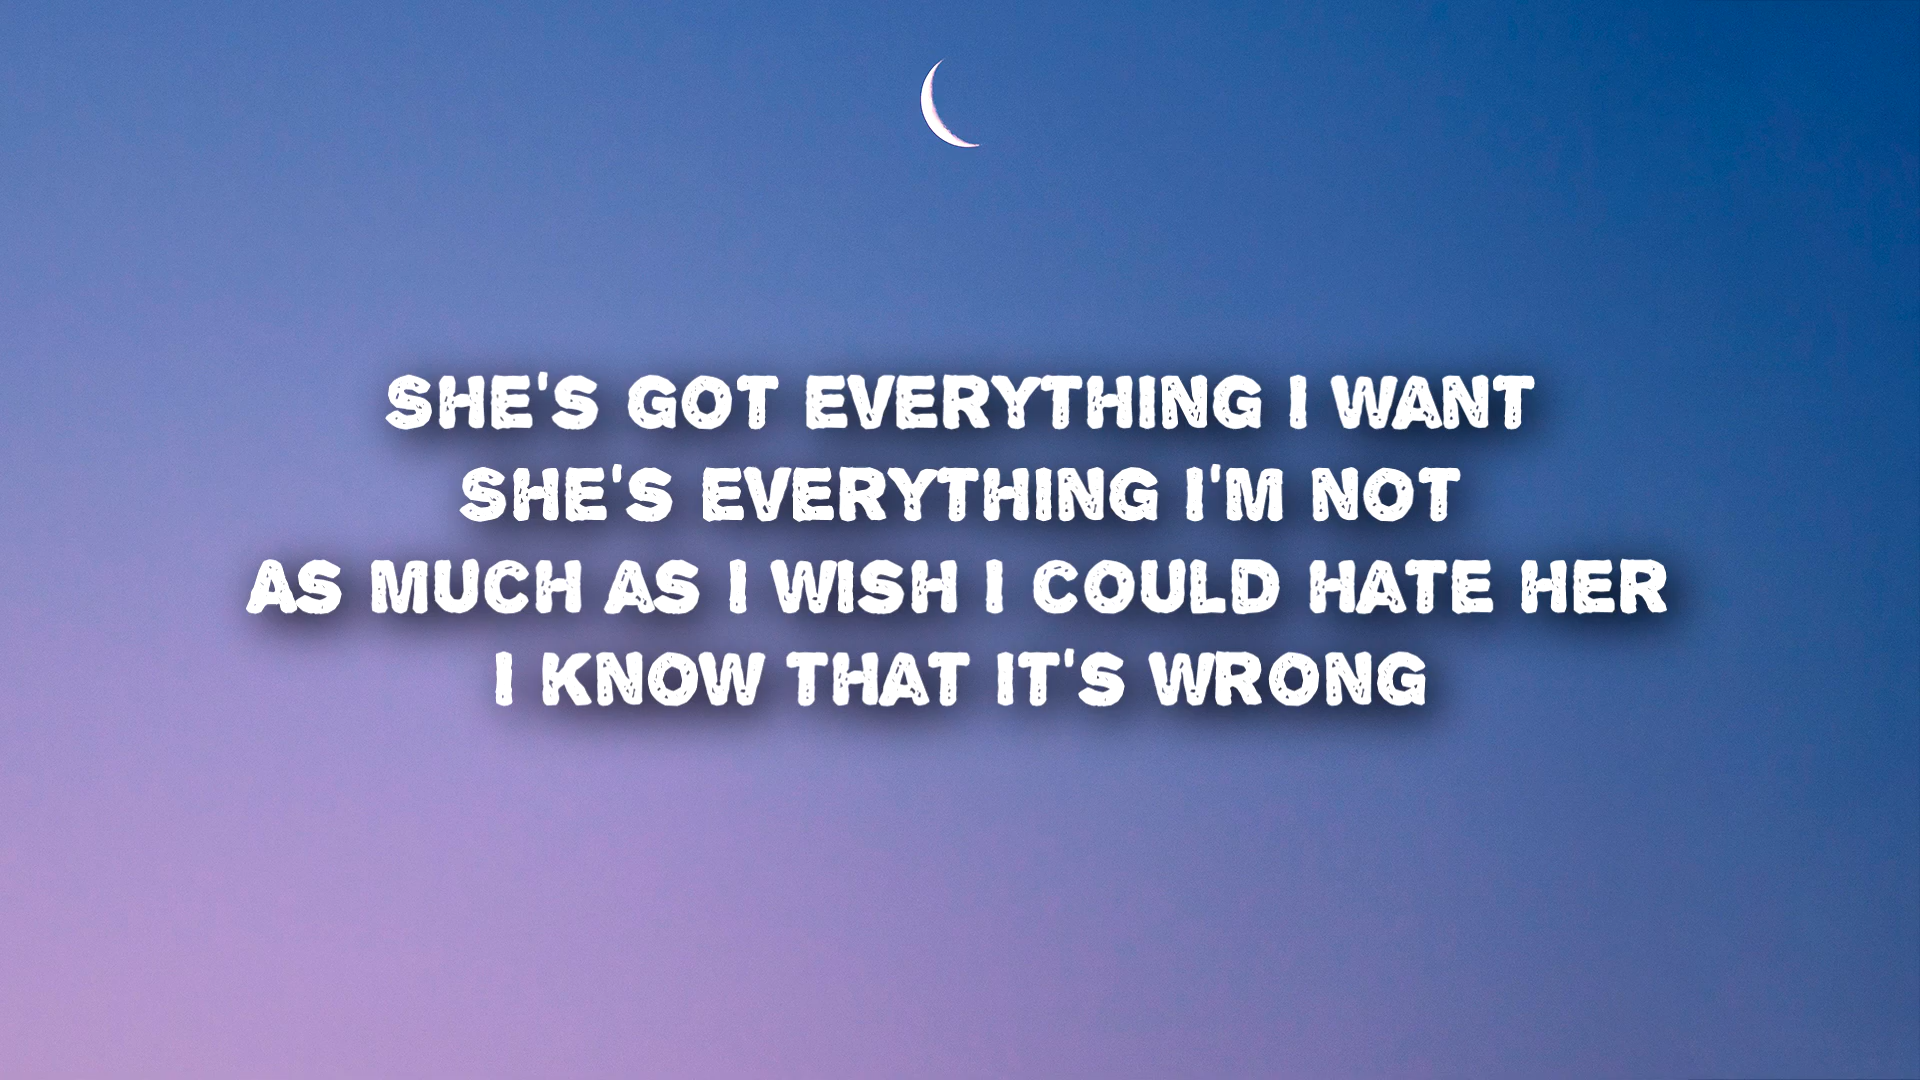 SHE'S GOT EVERYTHING I WANT
SHE'S EVERYTHING I'M NOT
AS MUCH AS I WISH I COULD HATE HER
I KNOW THAT IT'S WRONG